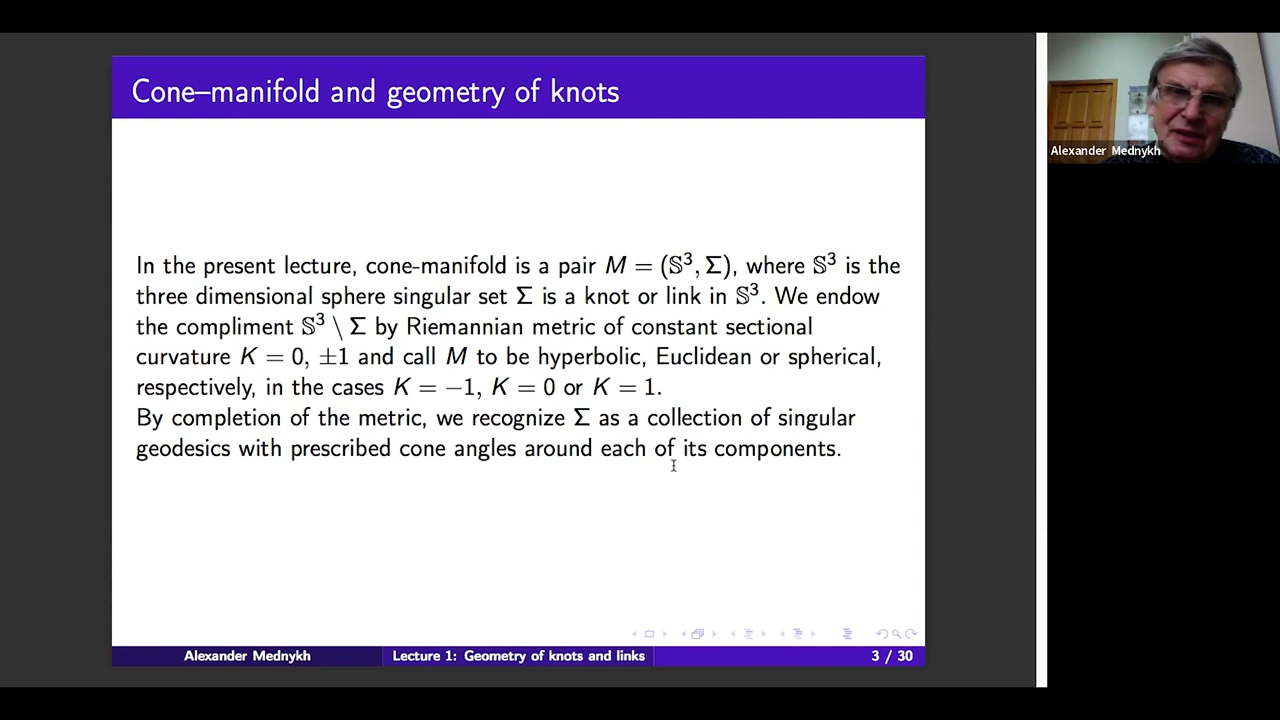 Cone–manifold and geometry of knots
Alexander Mednykh
In the present lecture, cone-manifold is a pair M = (𝕊³, Σ), where 𝕊³ is the
three dimensional sphere singular set Σ is a knot or link in 𝕊³. We endow
the compliment 𝕊³ \ Σ by Riemannian metric of constant sectional
curvature K = 0, ±1 and call M to be hyperbolic, Euclidean or spherical,
respectively, in the cases K = −1, K = 0 or K = 1.
By completion of the metric, we recognize Σ as a collection of singular
geodesics with prescribed cone angles around each of its components.
Alexander Mednykh Lecture 1: Geometry of knots and links 3 / 30